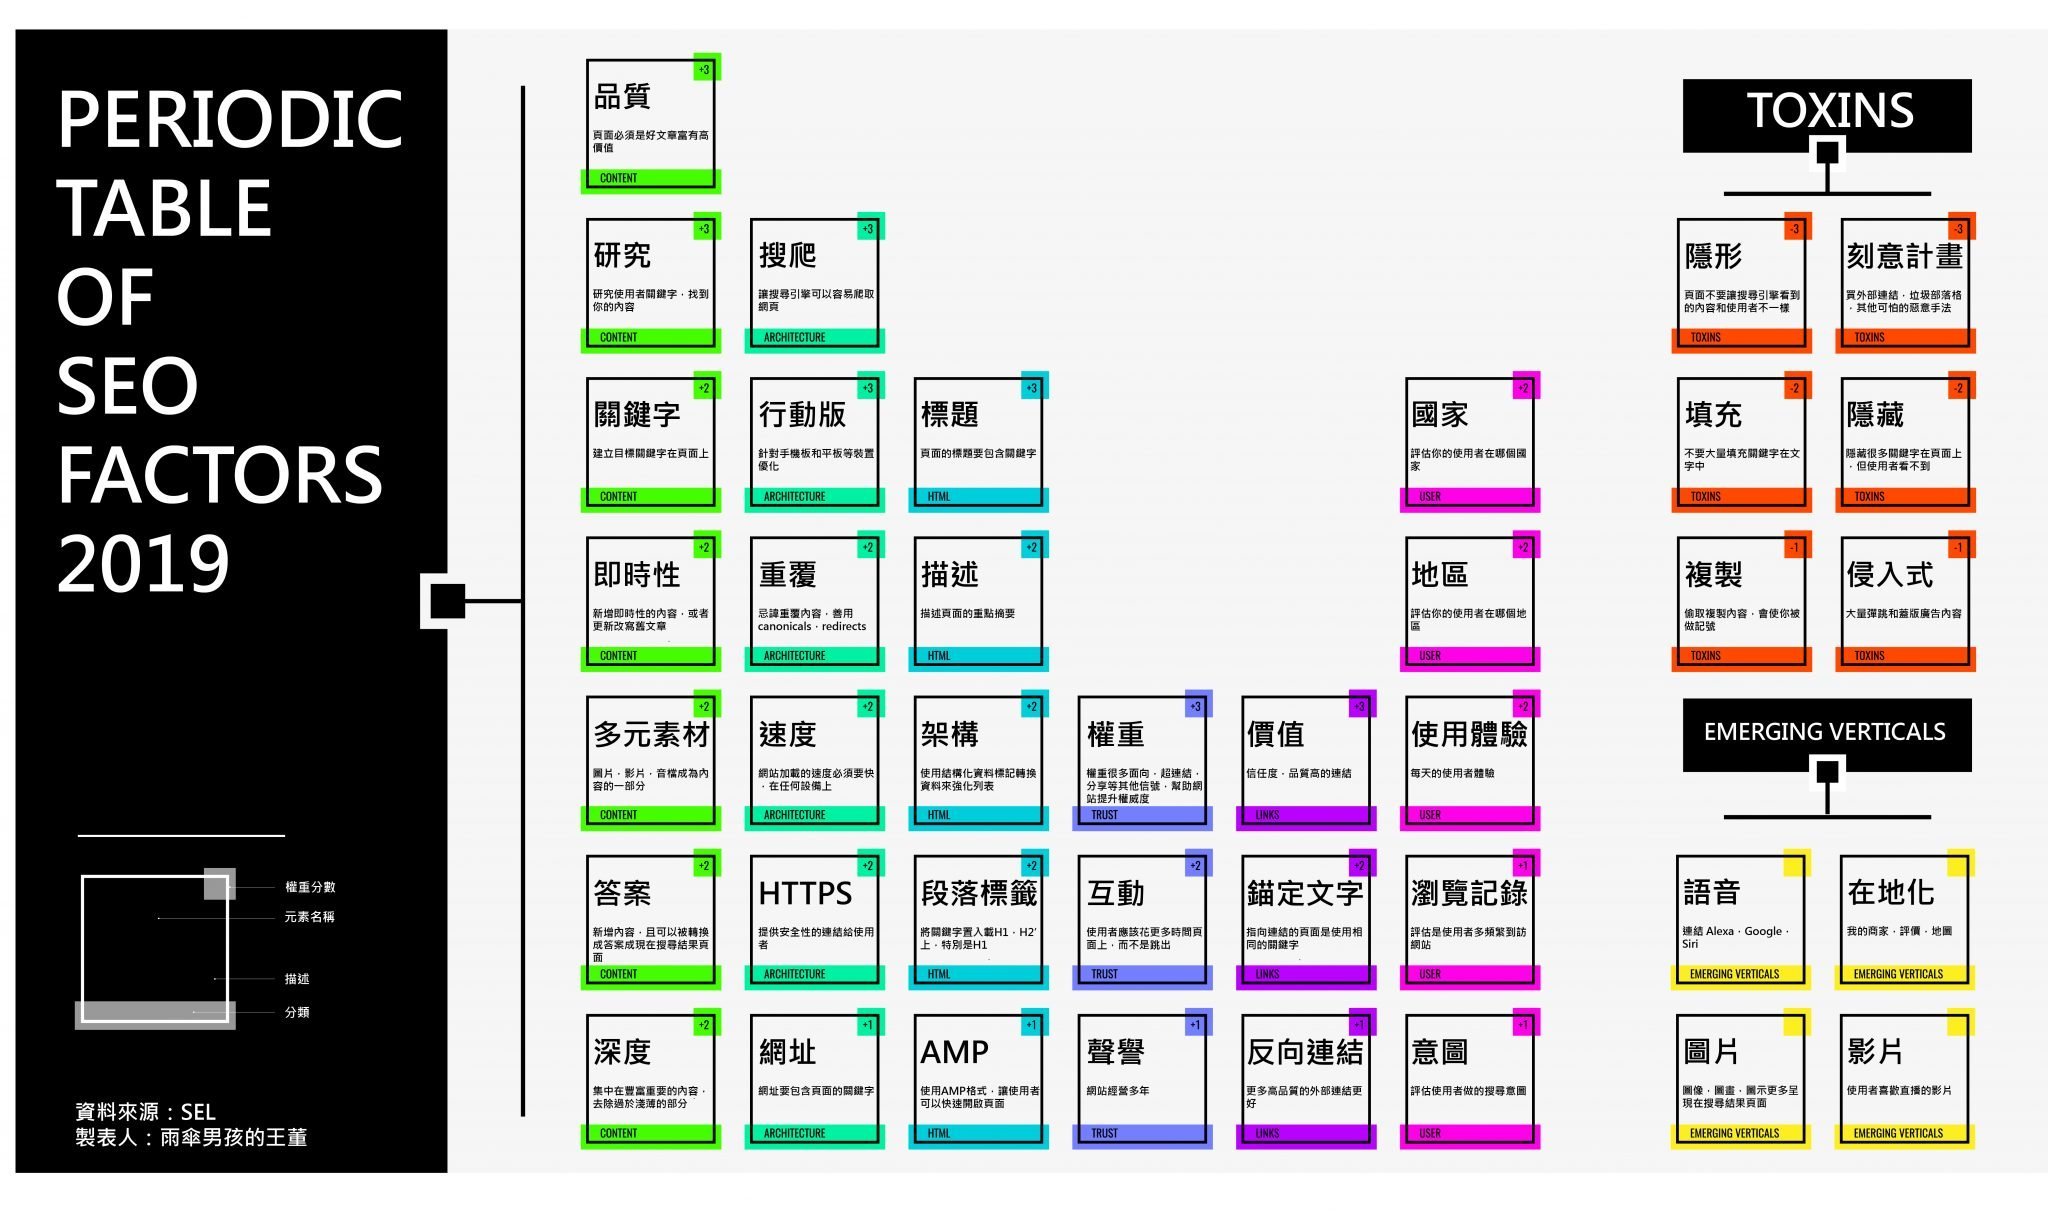 PERIODIC
TABLE
OF
SEO
FACTORS
2019
權重分數
元素名稱
描述
分類
資料來源：SEL
製表人：雨傘男孩的王董
+3
品質
頁面必須是好文章富有高
價值
CONTENT
+3
研究
研究使用者關鍵字，找到
你的內容
CONTENT
+3
搜爬
讓搜尋引擎可以容易爬取
網頁
ARCHITECTURE
+2
關鍵字
建立目標關鍵字在頁面上
CONTENT
+3
行動版
針對手機板和平板等裝置
優化
ARCHITECTURE
+3
標題
頁面的標題要包含關鍵字
HTML
+2
國家
評估你的使用者在哪個國
家
USER
+2
即時性
新增即時性的內容，或者
更新改寫舊文章
CONTENT
+2
重覆
忌諱重覆內容，善用
canonicals，redirects
ARCHITECTURE
+2
描述
描述頁面的重點摘要
HTML
+2
地區
評估你的使用者在哪個地
區
USER
+2
多元素材
圖片，影片，音檔成為內
容的一部分
CONTENT
+2
速度
網站加載的速度必須要快
，在任何設備上
ARCHITECTURE
+2
架構
使用結構化資料標記轉換
資料來強化列表
HTML
+3
權重
權重很多面向，超連結，
分享等其他信號，幫助網
站提升權威度
TRUST
+3
價值
信任度，品質高的連結
LINKS
+2
使用體驗
每天的使用者體驗
USER
+2
答案
新增內容，且可以被轉換
成答案成現在搜尋結果頁
面
CONTENT
+2
HTTPS
提供安全性的連結給使用
者
ARCHITECTURE
+2
段落標籤
將關鍵字置入載H1，H2'
上，特別是H1
HTML
+2
互動
使用者應該花更多時間頁
面上，而不是跳出
TRUST
+2
錨定文字
指向連結的頁面是使用相
同的關鍵字
LINKS
+1
瀏覽記錄
評估是使用者多頻繁到訪
網站
USER
+2
深度
集中在豐富重要的內容，
去除過於淺薄的部分
CONTENT
+1
網址
網址要包含頁面的關鍵字
ARCHITECTURE
+1
AMP
使用AMP格式，讓使用者
可以快速開啟頁面
HTML
+1
聲譽
網站經營多年
TRUST
+1
反向連結
更多高品質的外部連結更
好
LINKS
+1
意圖
評估使用者做的搜尋意圖
USER
TOXINS
-3
隱形
頁面不要讓搜尋引擎看到
的內容和使用者不一樣
TOXINS
-3
刻意計畫
買外部連結，垃圾部落格
，其他可怕的惡意手法
TOXINS
-2
填充
不要大量填充關鍵字在文
字中
TOXINS
-2
隱藏
隱藏很多關鍵字在頁面上
，但使用者看不到
TOXINS
-1
複製
偷取複製內容，會使你被
做記號
TOXINS
-1
侵入式
大量彈跳和蓋版廣告內容
TOXINS
EMERGING VERTICALS
語音
連結 Alexa，Google，
Siri
EMERGING VERTICALS
在地化
我的商家，評價，地圖
EMERGING VERTICALS
圖片
圖像，圖畫，圖示更多呈
現在搜尋結果頁面
EMERGING VERTICALS
影片
使用者喜歡直播的影片
EMERGING VERTICALS